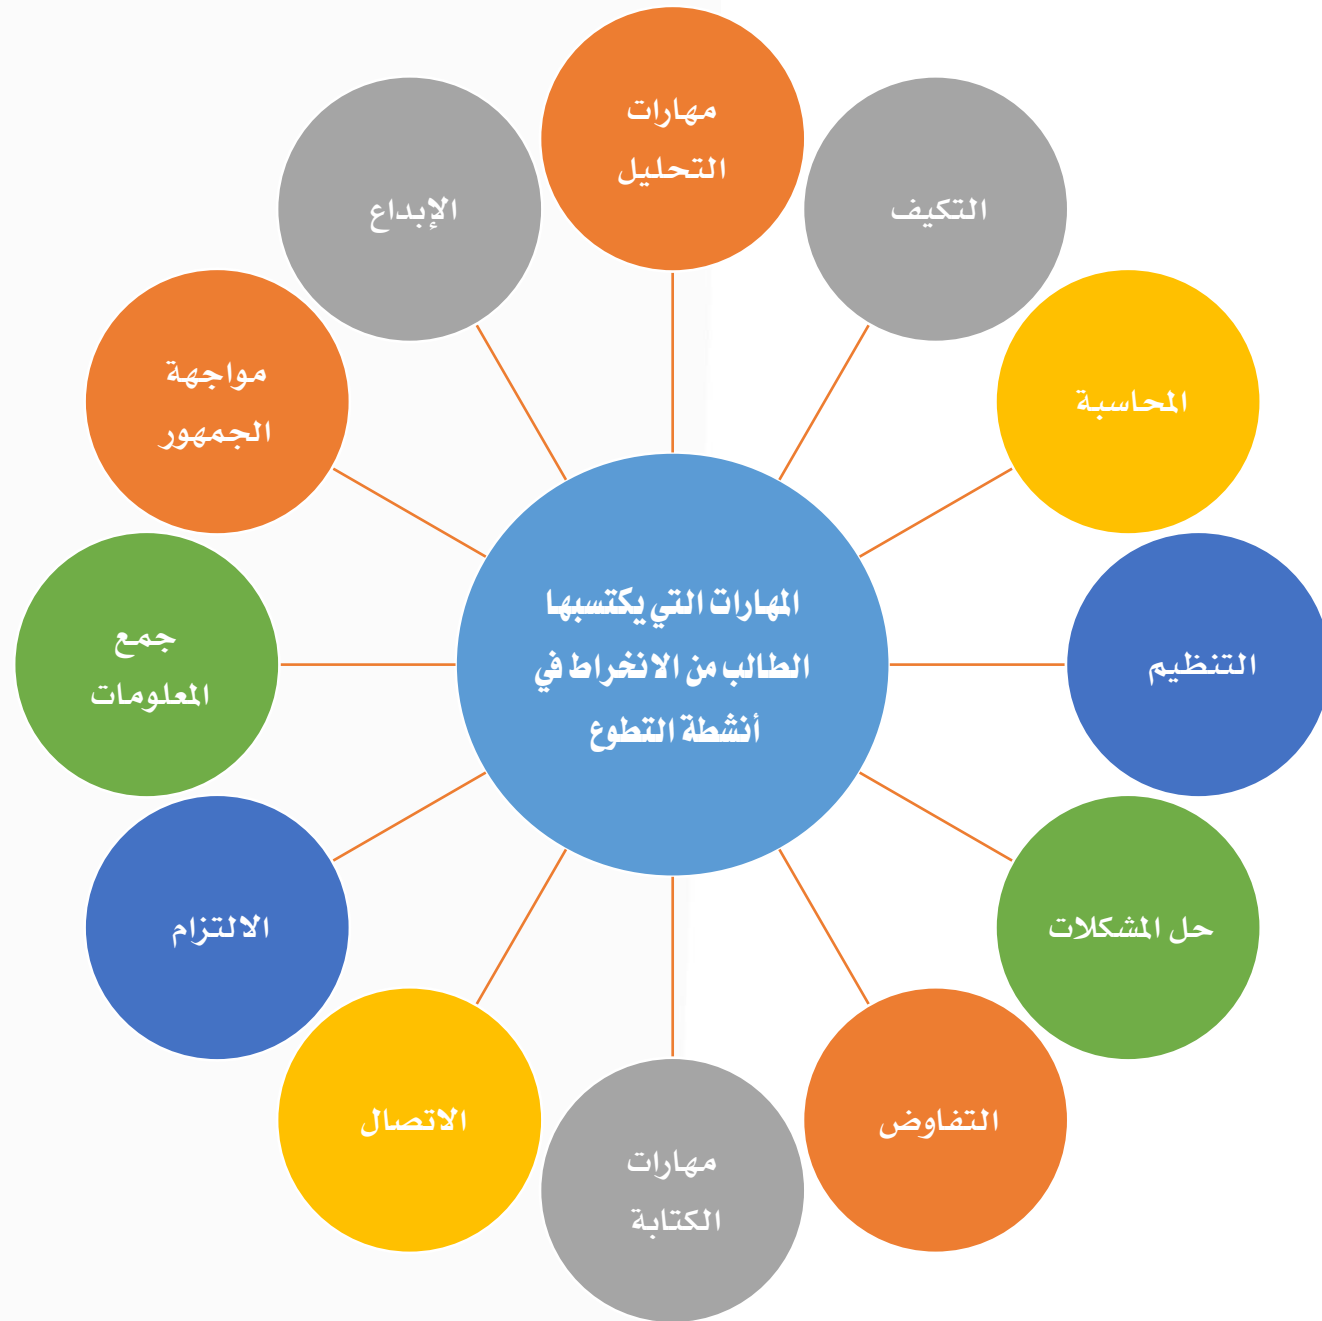 المهارات التي يكتسبها
الطالب من الانخراط في
أنشطة التطوع
مهارات
التحليل
التكيف
المحاسبة
التنظيم
حل المشكلات
التفاوض
مهارات
الكتابة
الاتصال
الالتزام
جمع
المعلومات
مواجهة
الجمهور
الإبداع